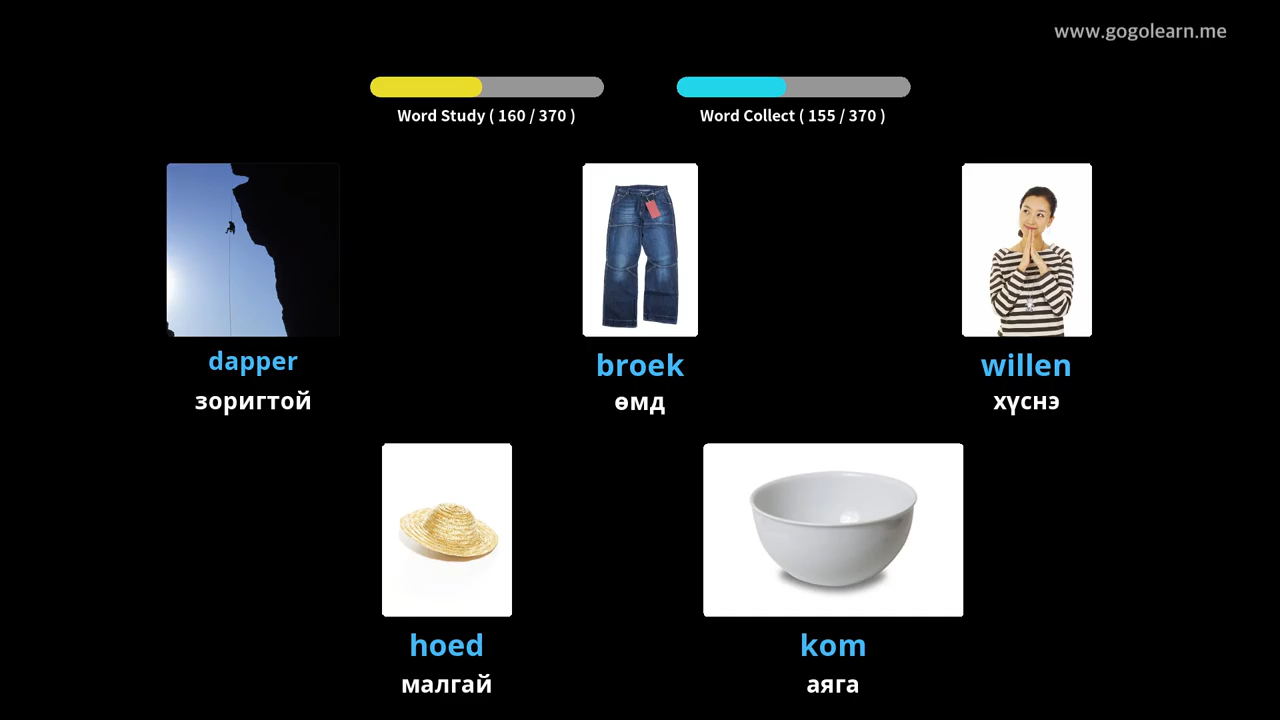 www.gogolearn.me
Word Study ( 160 / 370 )
Word Collect ( 155 / 370 )
dapper
зоригтой
broek
өмд
willen
хүснэ
hoed
малгай
kom
аяга